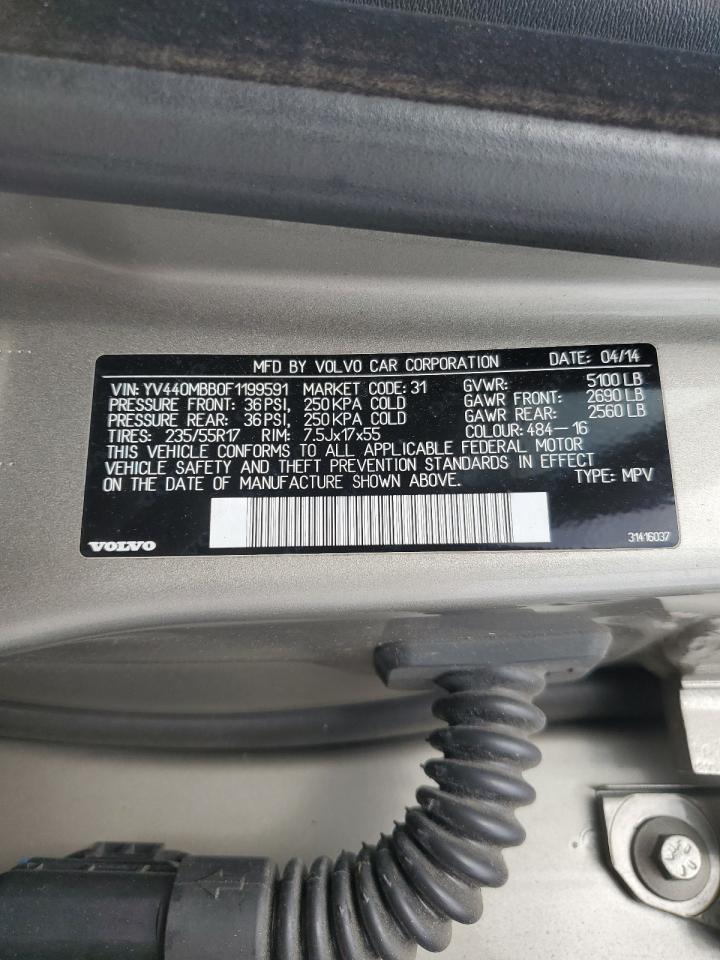 MFD BY VOLVO CAR CORPORATION DATE: 04/14
VIN: YV440MBB0F1199591 MARKET CODE: 31 GVWR: 5100 LB
PRESSURE FRONT: 36 PSI, 250 KPA COLD GAWR FRONT: 2690 LB
PRESSURE REAR: 36 PSI, 250 KPA COLD GAWR REAR: 2560 LB
TIRES: 235/55R17 RIM: 7.5Jx17x55 COLOUR: 484-16
THIS VEHICLE CONFORMS TO ALL APPLICABLE FEDERAL MOTOR
VEHICLE SAFETY AND THEFT PREVENTION STANDARDS IN EFFECT
ON THE DATE OF MANUFACTURE SHOWN ABOVE. TYPE: MPV
VOLVO 31416037